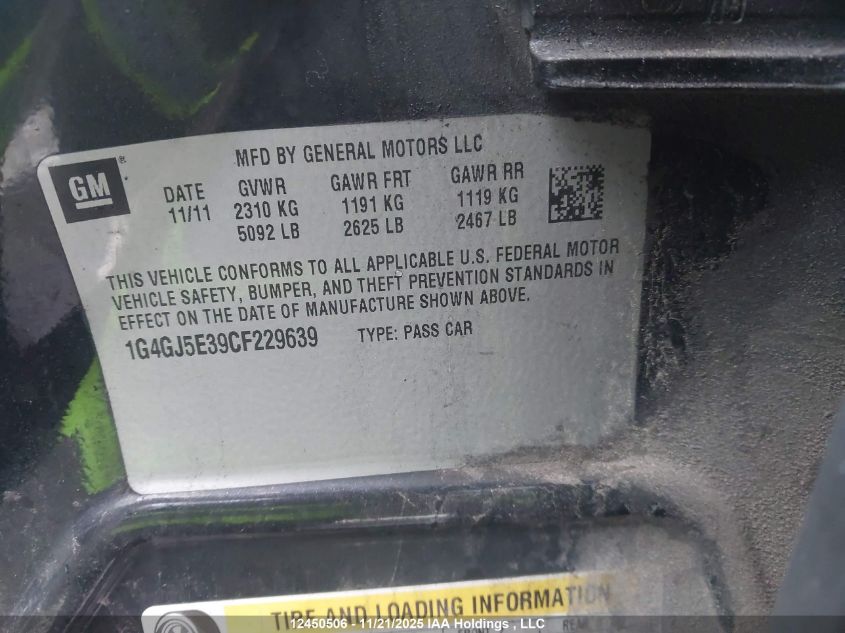 GM
MFD BY GENERAL MOTORS LLC
DATE GVWR GAWR FRT GAWR RR
11/11 2310 KG 1191 KG 1119 KG
5092 LB 2625 LB 2467 LB
THIS VEHICLE CONFORMS TO ALL APPLICABLE U.S. FEDERAL MOTOR
VEHICLE SAFETY, BUMPER, AND THEFT PREVENTION STANDARDS IN
EFFECT ON THE DATE OF MANUFACTURE SHOWN ABOVE.
1G4GJ5E39CF229639 TYPE: PASS CAR
TIRE AND LOADING INFORMATION
FRONT
12450506 - 11/21/2025 IAA Holdings , LLC